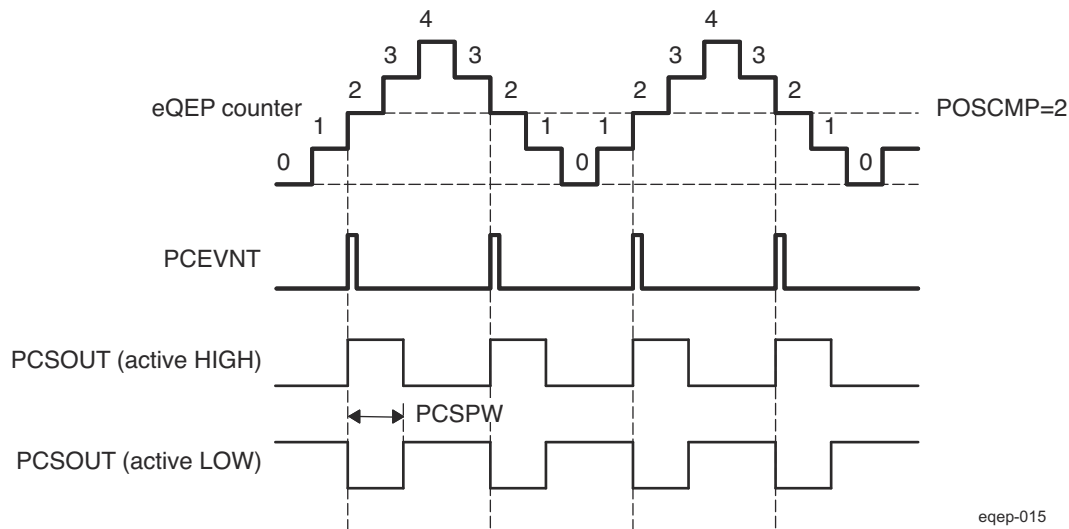 4 4
3 3 3 3
2 2 2 2
eQEP counter POSCMP=2
1 1 1 1
0 0 0
PCEVNT
PCSOUT (active HIGH)
PCSPW
PCSOUT (active LOW)
eqep-015